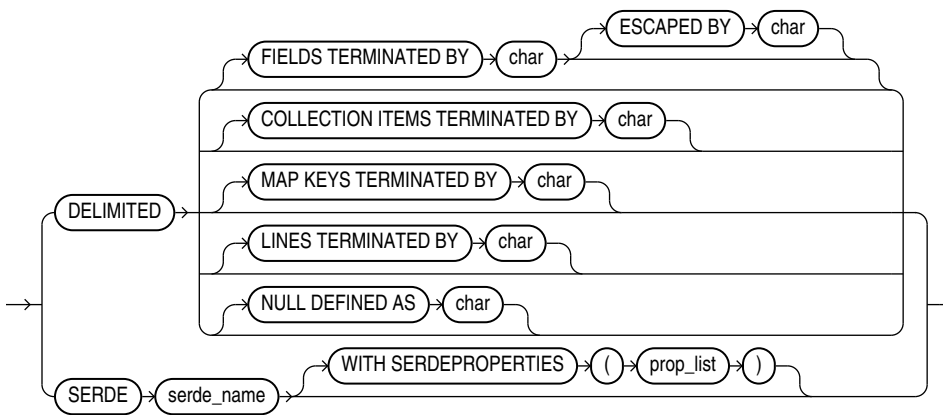 ESCAPED BY char
FIELDS TERMINATED BY char
COLLECTION ITEMS TERMINATED BY char
MAP KEYS TERMINATED BY char
DELIMITED
LINES TERMINATED BY char
NULL DEFINED AS char
WITH SERDEPROPERTIES ( prop_list )
SERDE serde_name